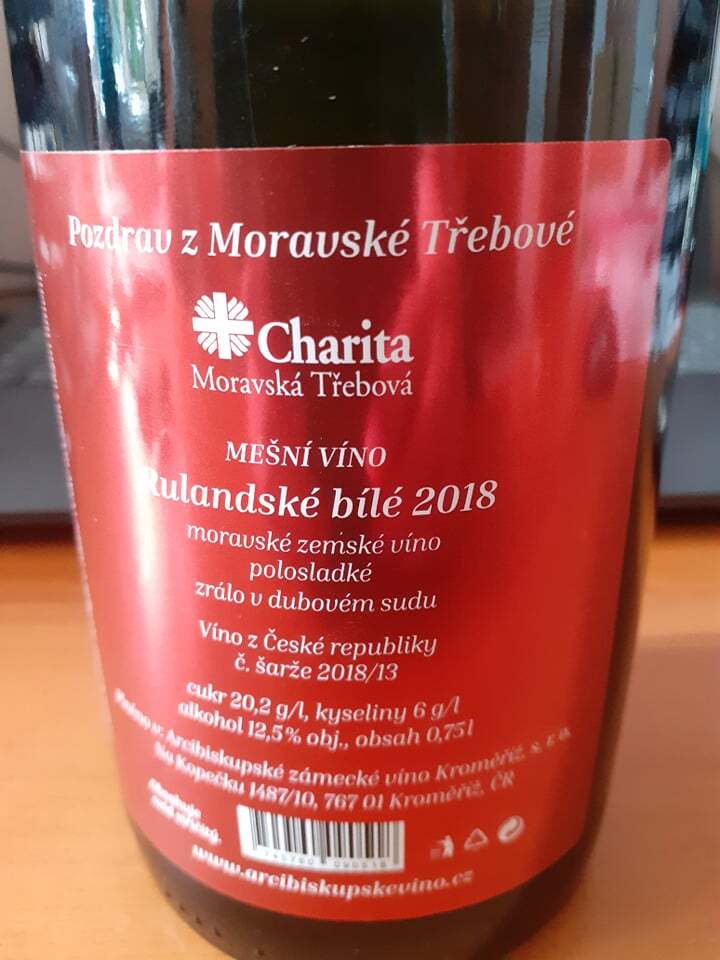 Pozdrav z Moravské Třebové
Charita
Moravská Třebová
MEŠNÍ VÍNO
Rulandské bílé 2018
moravské zemské víno
polosladké
zrálo v dubovém sudu
Víno z České republiky
č. šarže 2018/13
cukr 20,2 g/l, kyseliny 6 g/l
alkohol 12,5% obj., obsah 0,75l
Plněno v: Arcibiskupské zámecké víno Kroměříž, s. r. o.
Na Kopečku 1487/10, 767 01 Kroměříž, ČR
www.arcibiskupskevino.cz